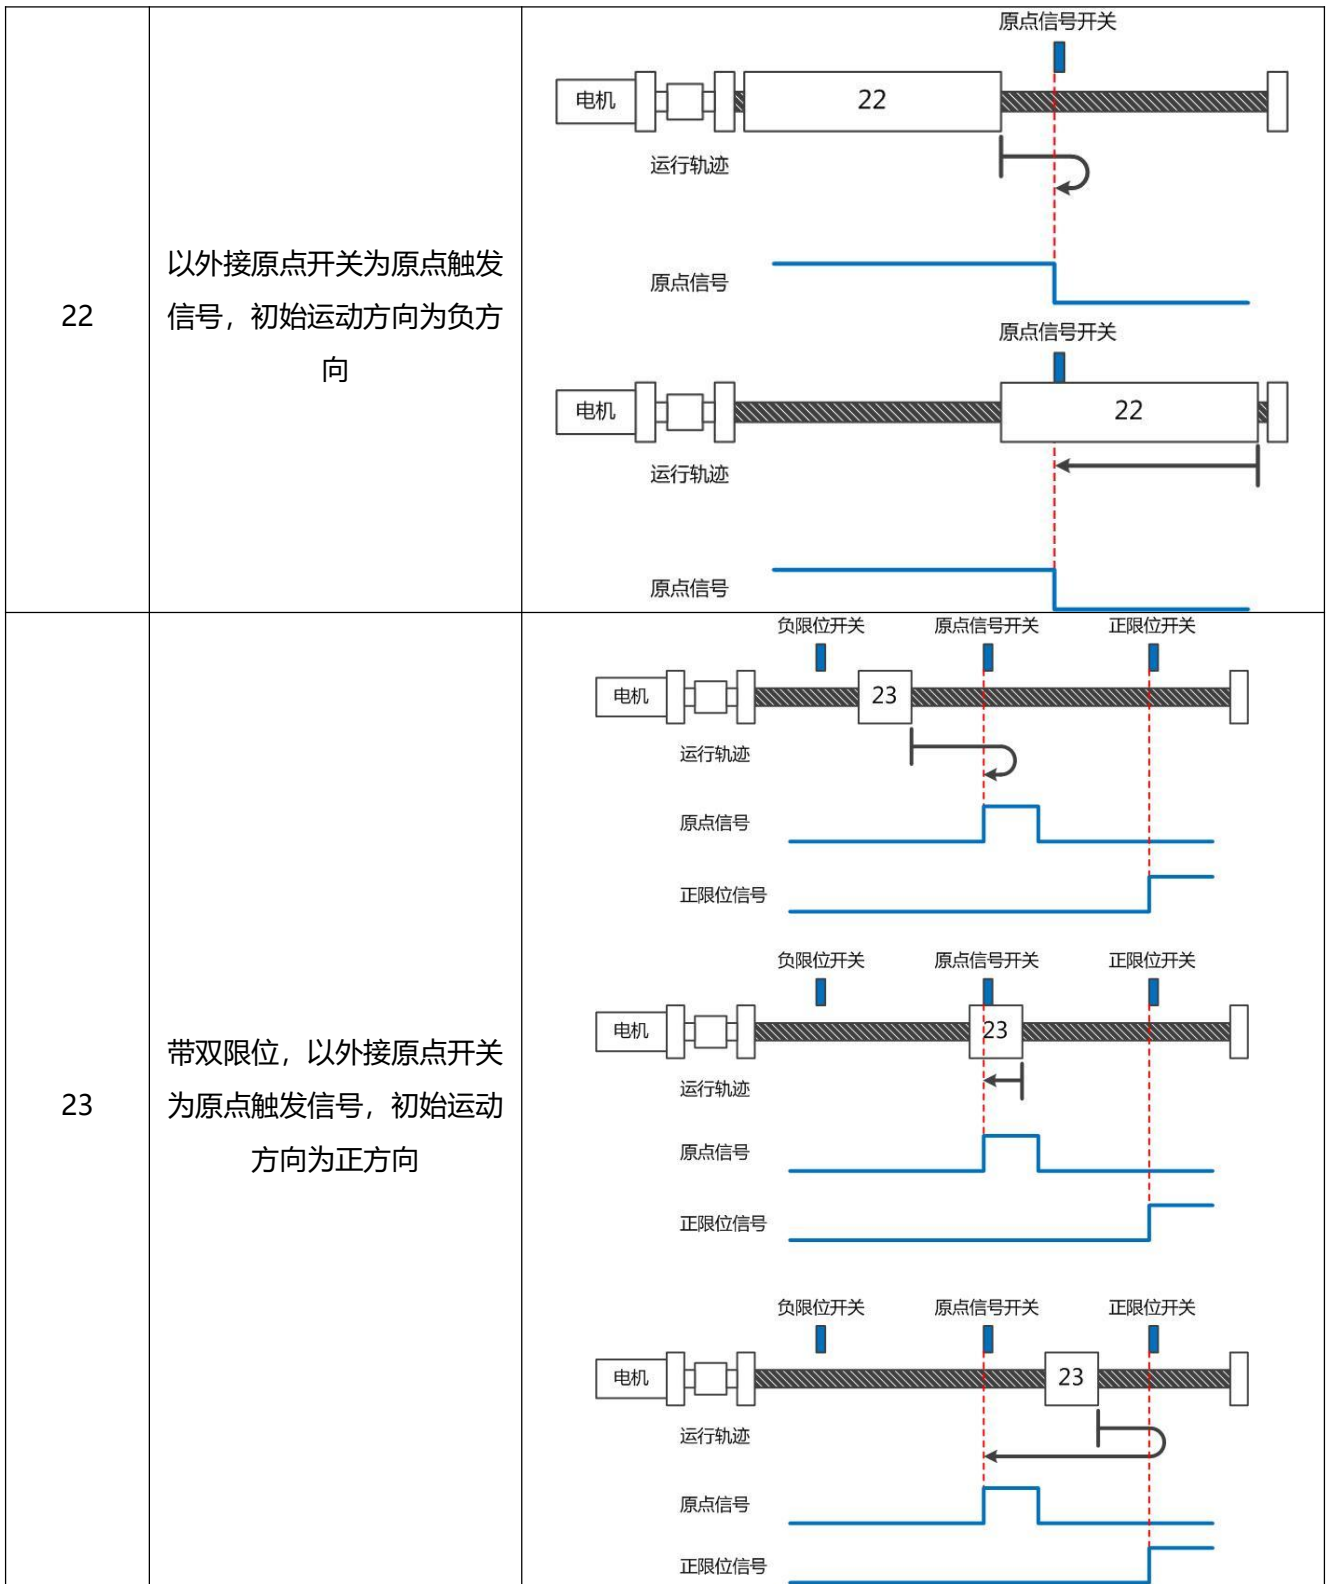 22
以外接原点开关为原点触发
信号，初始运动方向为负方
向
原点信号开关
电机
22
运行轨迹
原点信号
原点信号开关
电机
22
运行轨迹
原点信号
23
带双限位，以外接原点开关
为原点触发信号，初始运动
方向为正方向
负限位开关 原点信号开关 正限位开关
电机
23
运行轨迹
原点信号
正限位信号
负限位开关 原点信号开关 正限位开关
电机
23
运行轨迹
原点信号
正限位信号
负限位开关 原点信号开关 正限位开关
电机
23
运行轨迹
原点信号
正限位信号